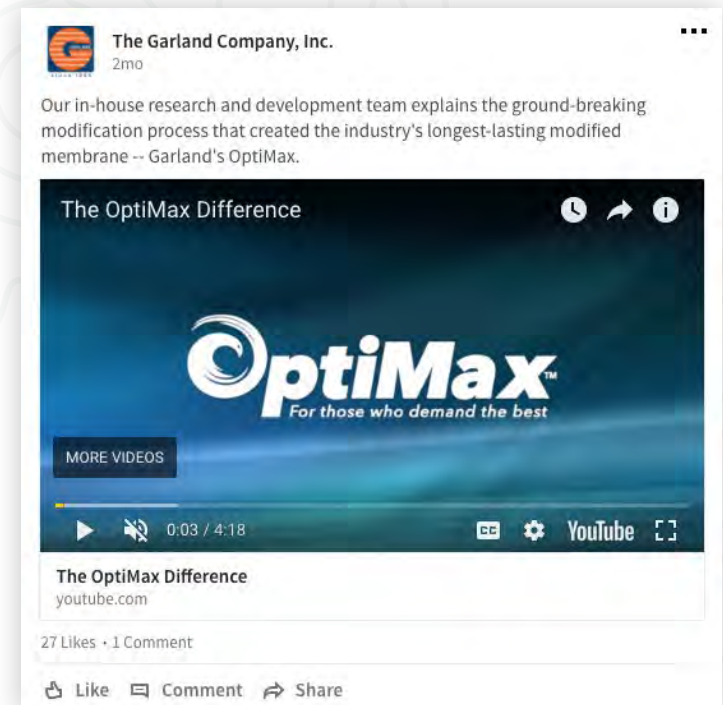 The Garland Company, Inc.
2mo
Our in-house research and development team explains the ground-breaking
modification process that created the industry's longest-lasting modified
membrane -- Garland's OptiMax.
The OptiMax Difference
OptiMax™
For those who demand the best
MORE VIDEOS
0:03 / 4:18
CC
YouTube
The OptiMax Difference
youtube.com
27 Likes • 1 Comment
Like Comment Share